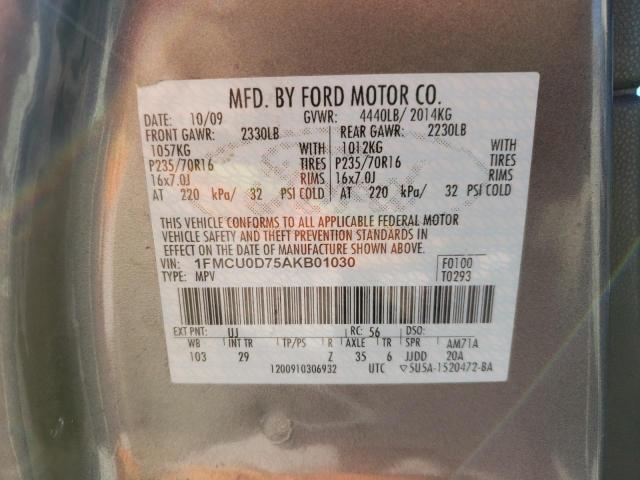 MFD. BY FORD MOTOR CO.
DATE: 10/09 GVWR: 4440LB/ 2014KG
FRONT GAWR: 2330LB REAR GAWR: 2230LB
1057KG WITH 1012KG WITH
P235/70R16 TIRES P235/70R16 TIRES
16x7.0J RIMS 16x7.0J RIMS
AT 220 kPa/ 32 PSI COLD AT 220 kPa/ 32 PSI COLD
THIS VEHICLE CONFORMS TO ALL APPLICABLE FEDERAL MOTOR
VEHICLE SAFETY AND THEFT PREVENTION STANDARDS IN
EFFECT ON THE DATE OF MANUFACTURE SHOWN ABOVE.
VIN: 1FMCU0D75AKB01030 F0100
TYPE: MPV T0293
EXT PNT: UJ RC: 56 DSO:
WB INT TR TP/PS R AXLE TR SPR AM71A
103 29 Z 35 6 JJDD 20A
1200910306932 UTC ▽5U5A-1520472-BA